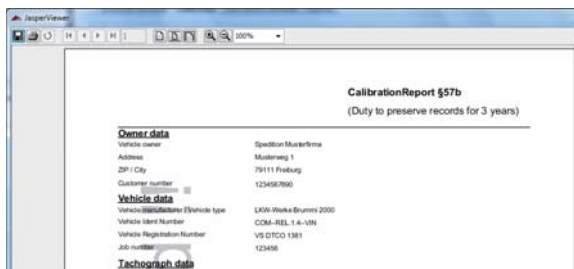 JasperViewer
1
100%
CalibrationReport §57b
(Duty to preserve records for 3 years)
Owner data
Vehicle owner Spedition Musterfirma
Address Musterweg 1
ZIP / City 79111 Freiburg
Customer number 1234567890
Vehicle data
Vehicle manufacturer / Vehicle type LKW-Werke Brummi 2000
Vehicle Ident Number COM-REL 1.4-VIN
Vehicle Registration Number VS DTCO 1381
Job number 123456
Tachograph data